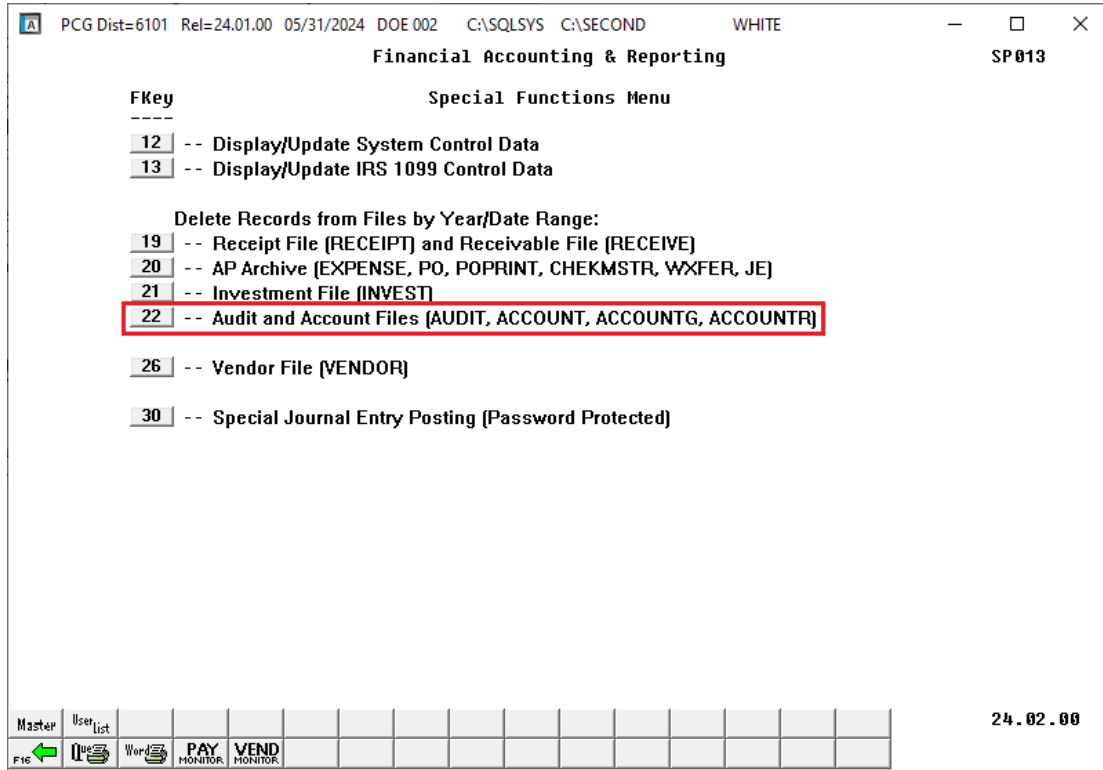 A PCG Dist=6101 Rel=24.01.00 05/31/2024 DOE 002 C:\SQLSYS C:\SECOND WHITE
Financial Accounting & Reporting SP013
FKey Special Functions Menu
----
12 -- Display/Update System Control Data
13 -- Display/Update IRS 1099 Control Data
Delete Records from Files by Year/Date Range:
19 -- Receipt File (RECEIPT) and Receivable File (RECEIVE)
20 -- AP Archive (EXPENSE, PO, POPRINT, CHEKMSTR, WXFER, JE)
21 -- Investment File (INVEST)
22 -- Audit and Account Files (AUDIT, ACCOUNT, ACCOUNTG, ACCOUNTR)
26 -- Vendor File (VENDOR)
30 -- Special Journal Entry Posting (Password Protected)
Master User List 24.02.00
F16 Que Word PAY MONITOR VEND MONITOR